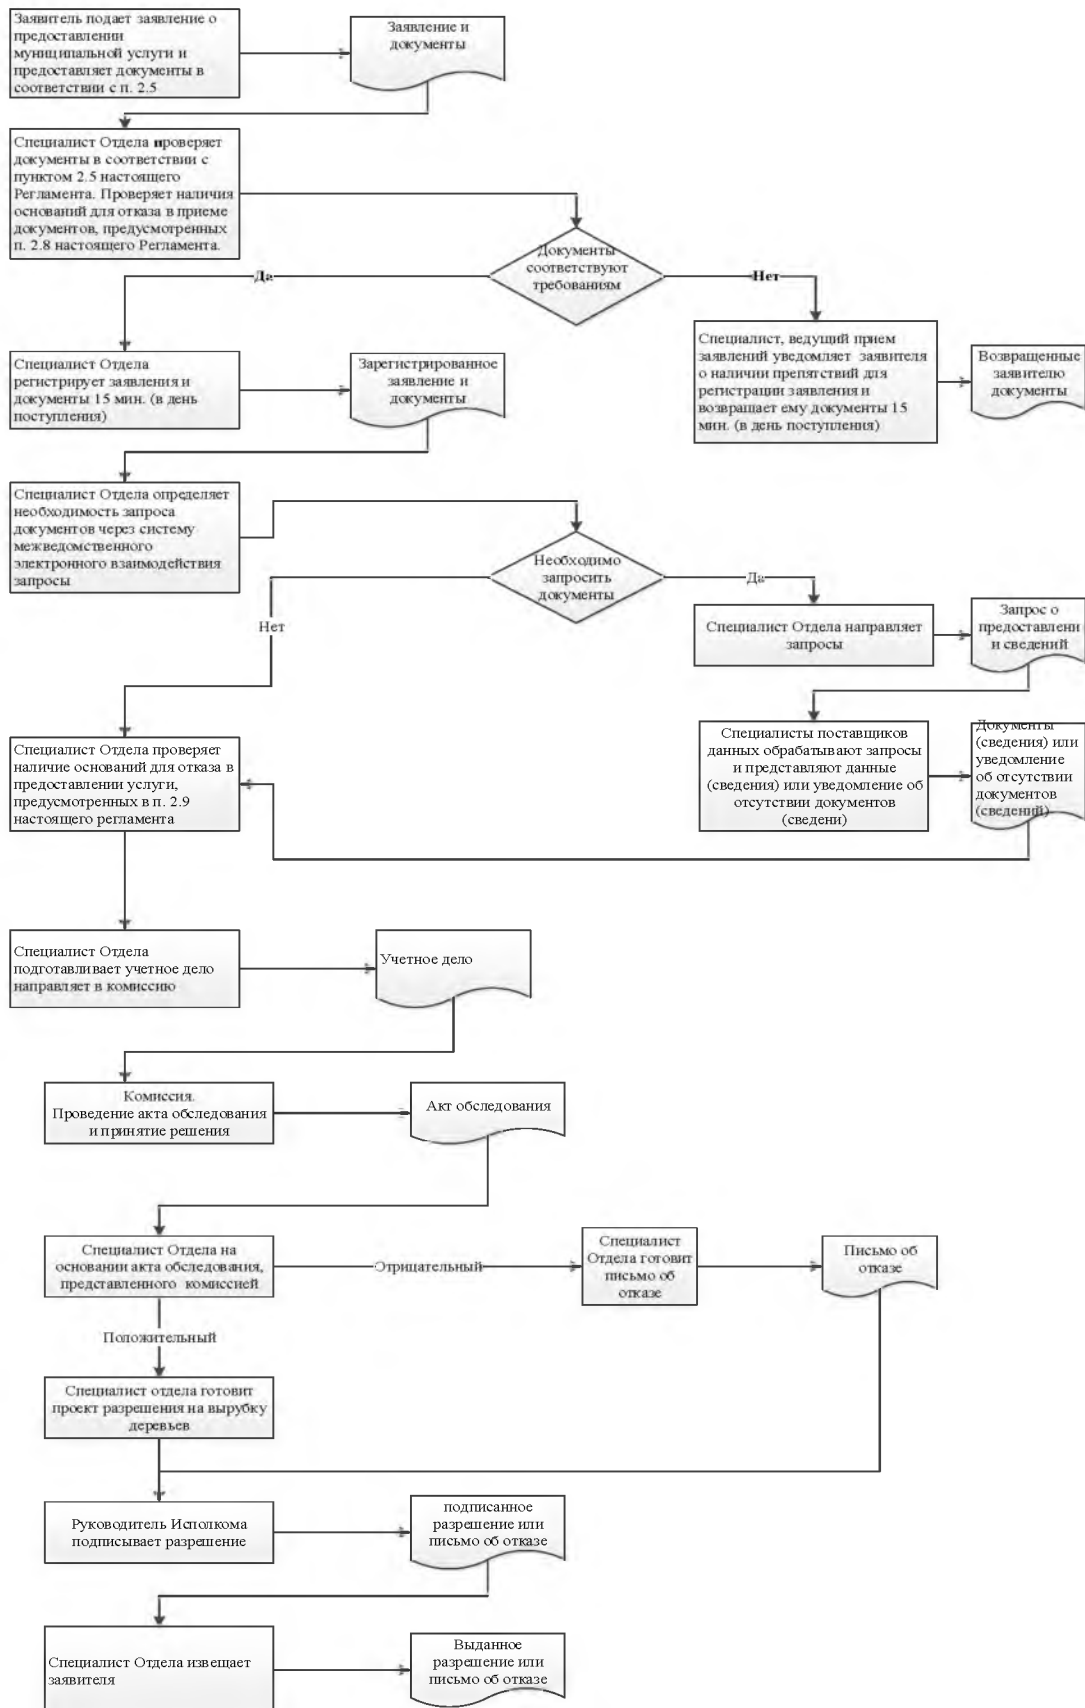 Заявитель подает заявление о
предоставлении
муниципальной услуги и
предоставляет документы в
соответствии с п. 2.5
Заявление и
документы
Специалист Отдела проверяет
документы в соответствии с
пунктом 2.5 настоящего
Регламента. Проверяет наличия
оснований для отказа в приеме
документов, предусмотренных
п. 2.8 настоящего Регламента.
Документы
соответствуют
требованиям
Да
Нет
Специалист Отдела
регистрирует заявления и
документы 15 мин. (в день
поступления)
Зарегистрированное
заявление и
документы
Специалист, ведущий прием
заявлений уведомляет заявителя
о наличии препятствий для
регистрации заявления и
возвращает ему документы 15
мин. (в день поступления)
Возвращенные
заявителю
документы
Специалист Отдела определяет
необходимость запроса
документов через систему
межведомственного
электронного взаимодействия
запросы
Необходимо
запросить
документы
Да
Нет
Специалист Отдела направляет
запросы
Запрос о
предоставлени
и сведений
Специалист Отдела проверяет
наличие оснований для отказа в
предоставлении услуги,
предусмотренных в п. 2.9
настоящего регламента
Специалисты поставщиков
данных обрабатывают запросы
и представляют данные
(сведения) или уведомление об
отсутствии документов
(сведени)
Документы
(сведения) или
уведомление
об отсутствии
документов
(сведений)
Специалист Отдела
подготавливает учетное дело
направляет в комиссию
Учетное дело
Комиссия.
Проведение акта обследования
и принятие решения
Акт обследования
Специалист Отдела на
основании акта обследования,
представленного комиссией
Отрицательный
Специалист
Отдела готовит
письмо об
отказе
Письмо об
отказе
Положительный
Специалист отдела готовит
проект разрешения на вырубку
деревьев
Руководитель Исполкома
подписывает разрешение
подписанное
разрешение или
письмо об отказе
Специалист Отдела извещает
заявителя
Выданное
разрешение или
письмо об отказе